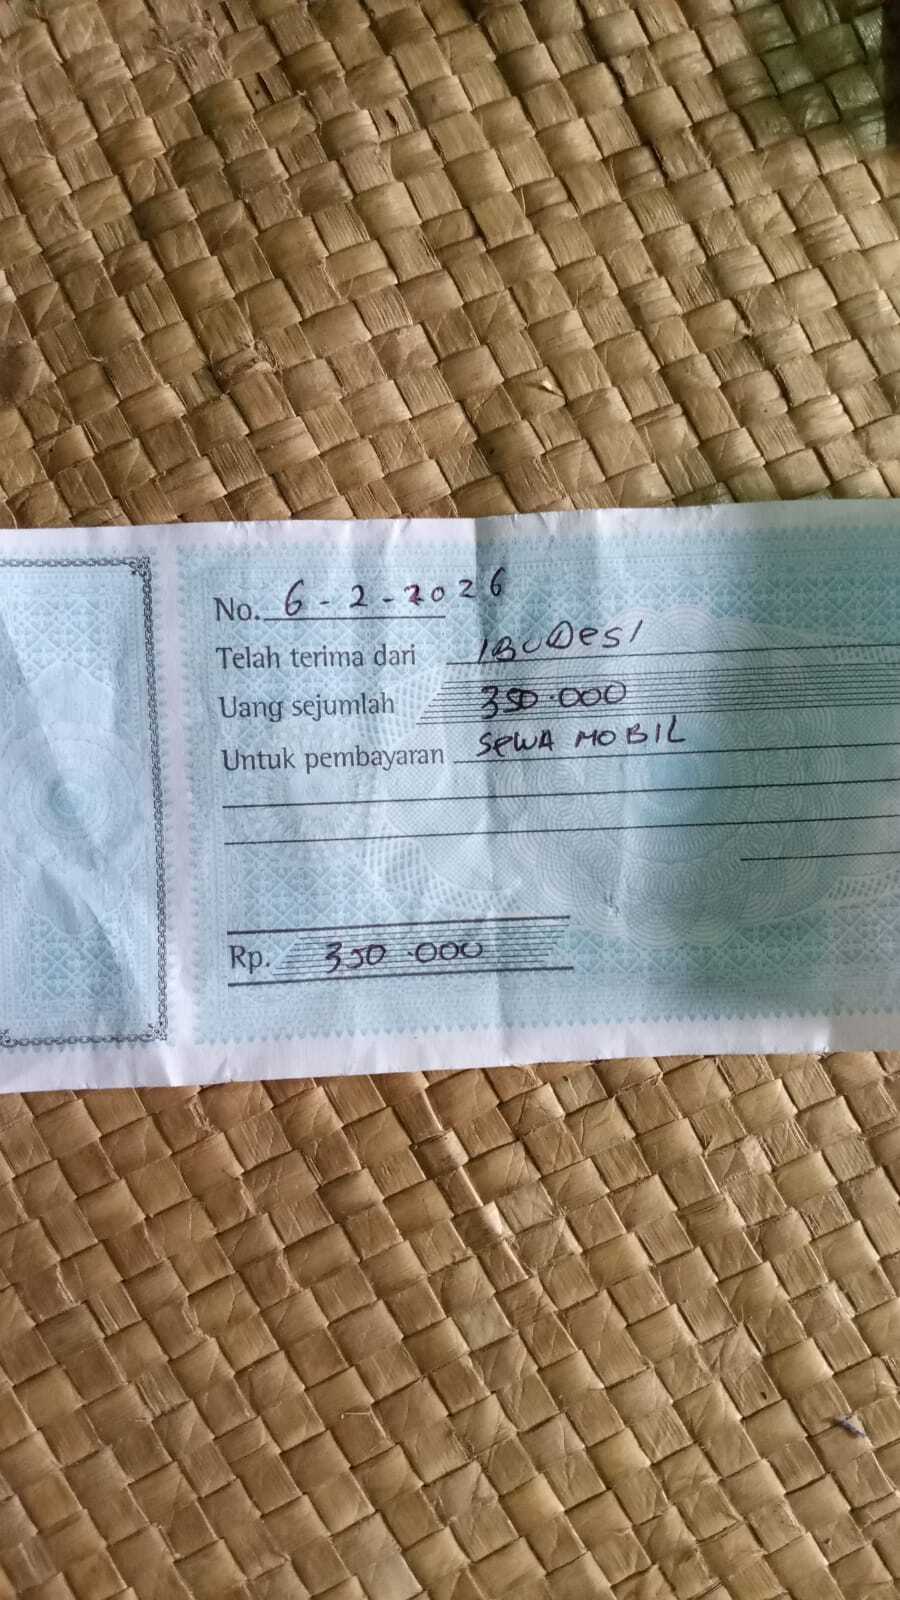 No. 6-2-2026
Telah terima dari IBU Desi
Uang sejumlah 350.000
Untuk pembayaran SEWA MOBIL
Rp. 350.000